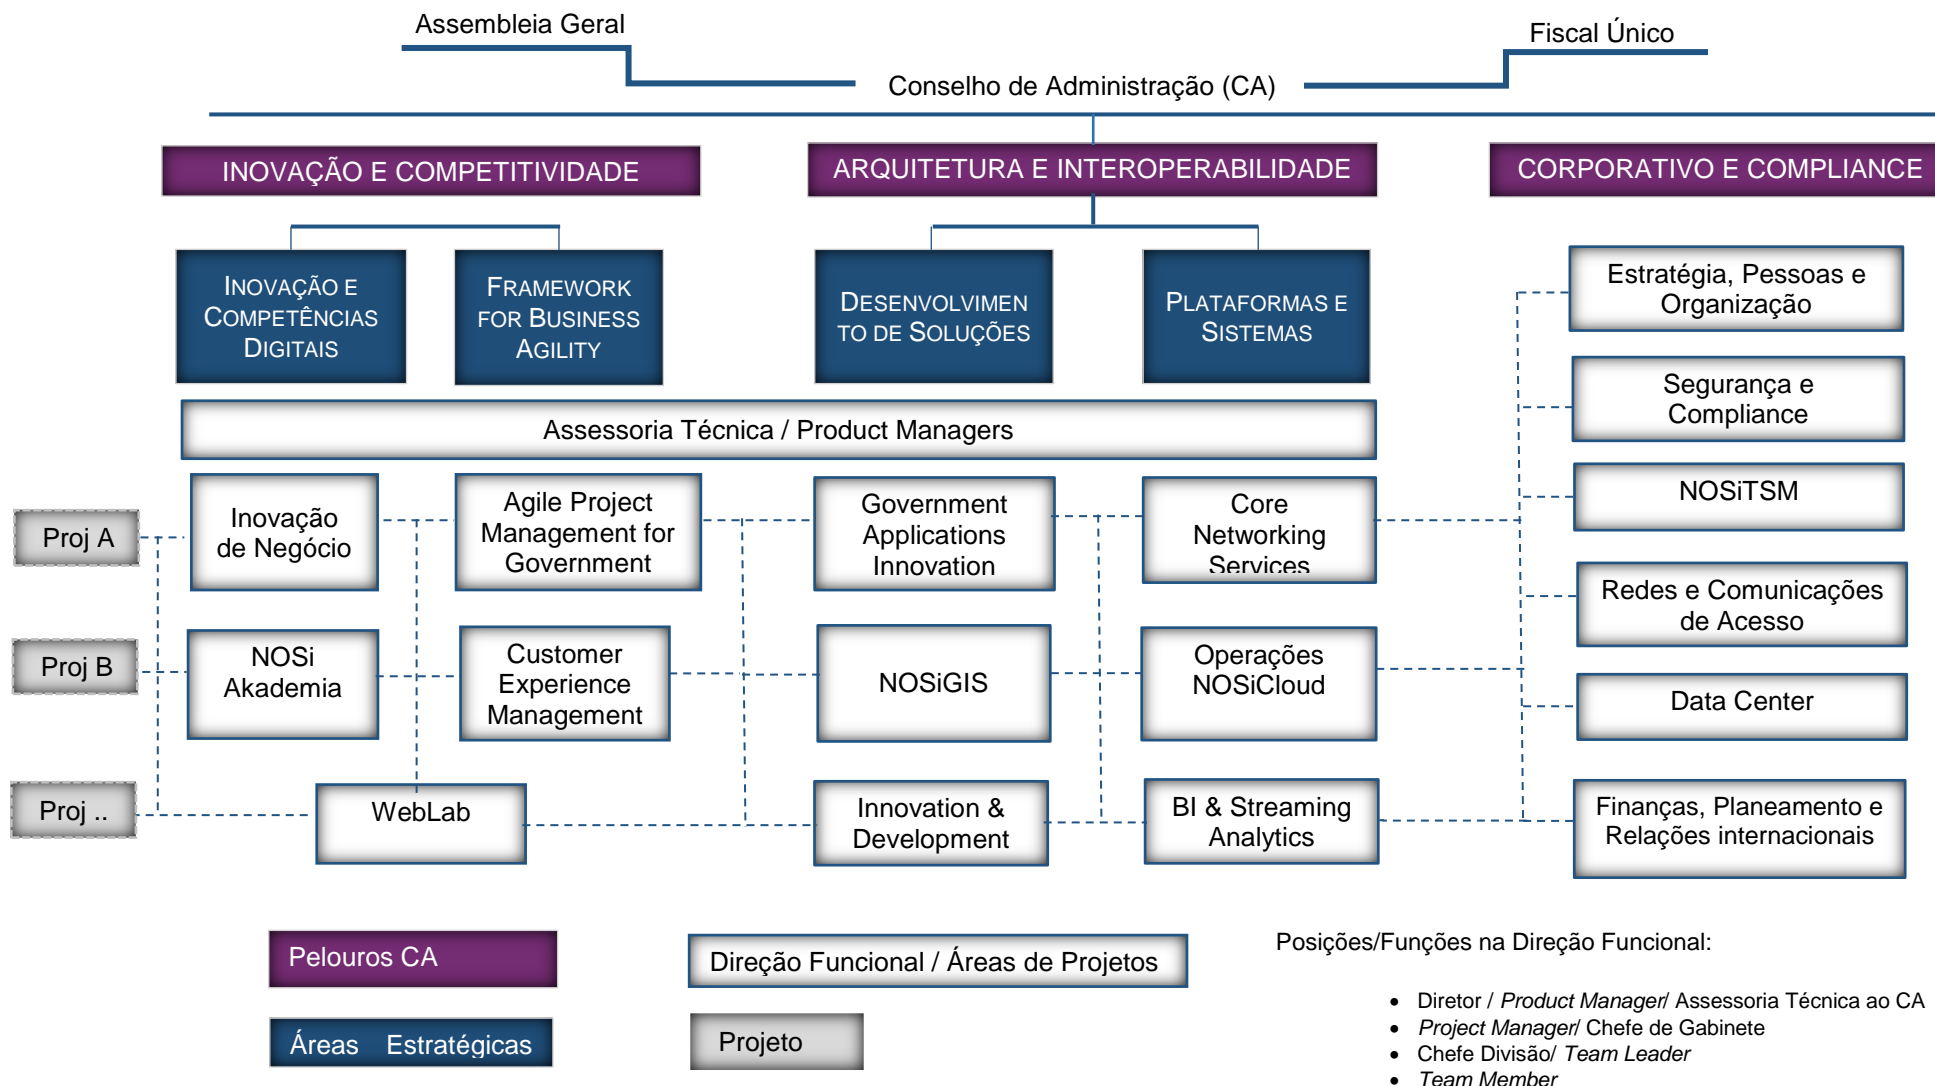 Assembleia Geral
Fiscal Único
Conselho de Administração (CA)
INOVAÇÃO E COMPETITIVIDADE
ARQUITETURA E INTEROPERABILIDADE
CORPORATIVO E COMPLIANCE
INOVAÇÃO E
COMPETÊNCIAS
DIGITAIS
FRAMEWORK
FOR BUSINESS
AGILITY
DESENVOLVIMEN
TO DE SOLUÇÕES
PLATAFORMAS E
SISTEMAS
Estratégia, Pessoas e
Organização
Segurança e
Compliance
Assessoria Técnica / Product Managers
Proj A
Inovação
de Negócio
Agile Project
Management for
Government
Government
Applications
Innovation
Core
Networking
Services
NOSiTSM
Redes e Comunicações
de Acesso
Proj B
NOSi
Akademia
Customer
Experience
Management
NOSiGIS
Operações
NOSiCloud
Data Center
Proj ..
WebLab
Innovation &
Development
BI & Streaming
Analytics
Finanças, Planeamento e
Relações internacionais
Pelouros CA
Direção Funcional / Áreas de Projetos
Áreas Estratégicas
Projeto
Posições/Funções na Direção Funcional:
• Diretor / Product Manager/ Assessoria Técnica ao CA
• Project Manager/ Chefe de Gabinete
• Chefe Divisão/ Team Leader
• Team Member